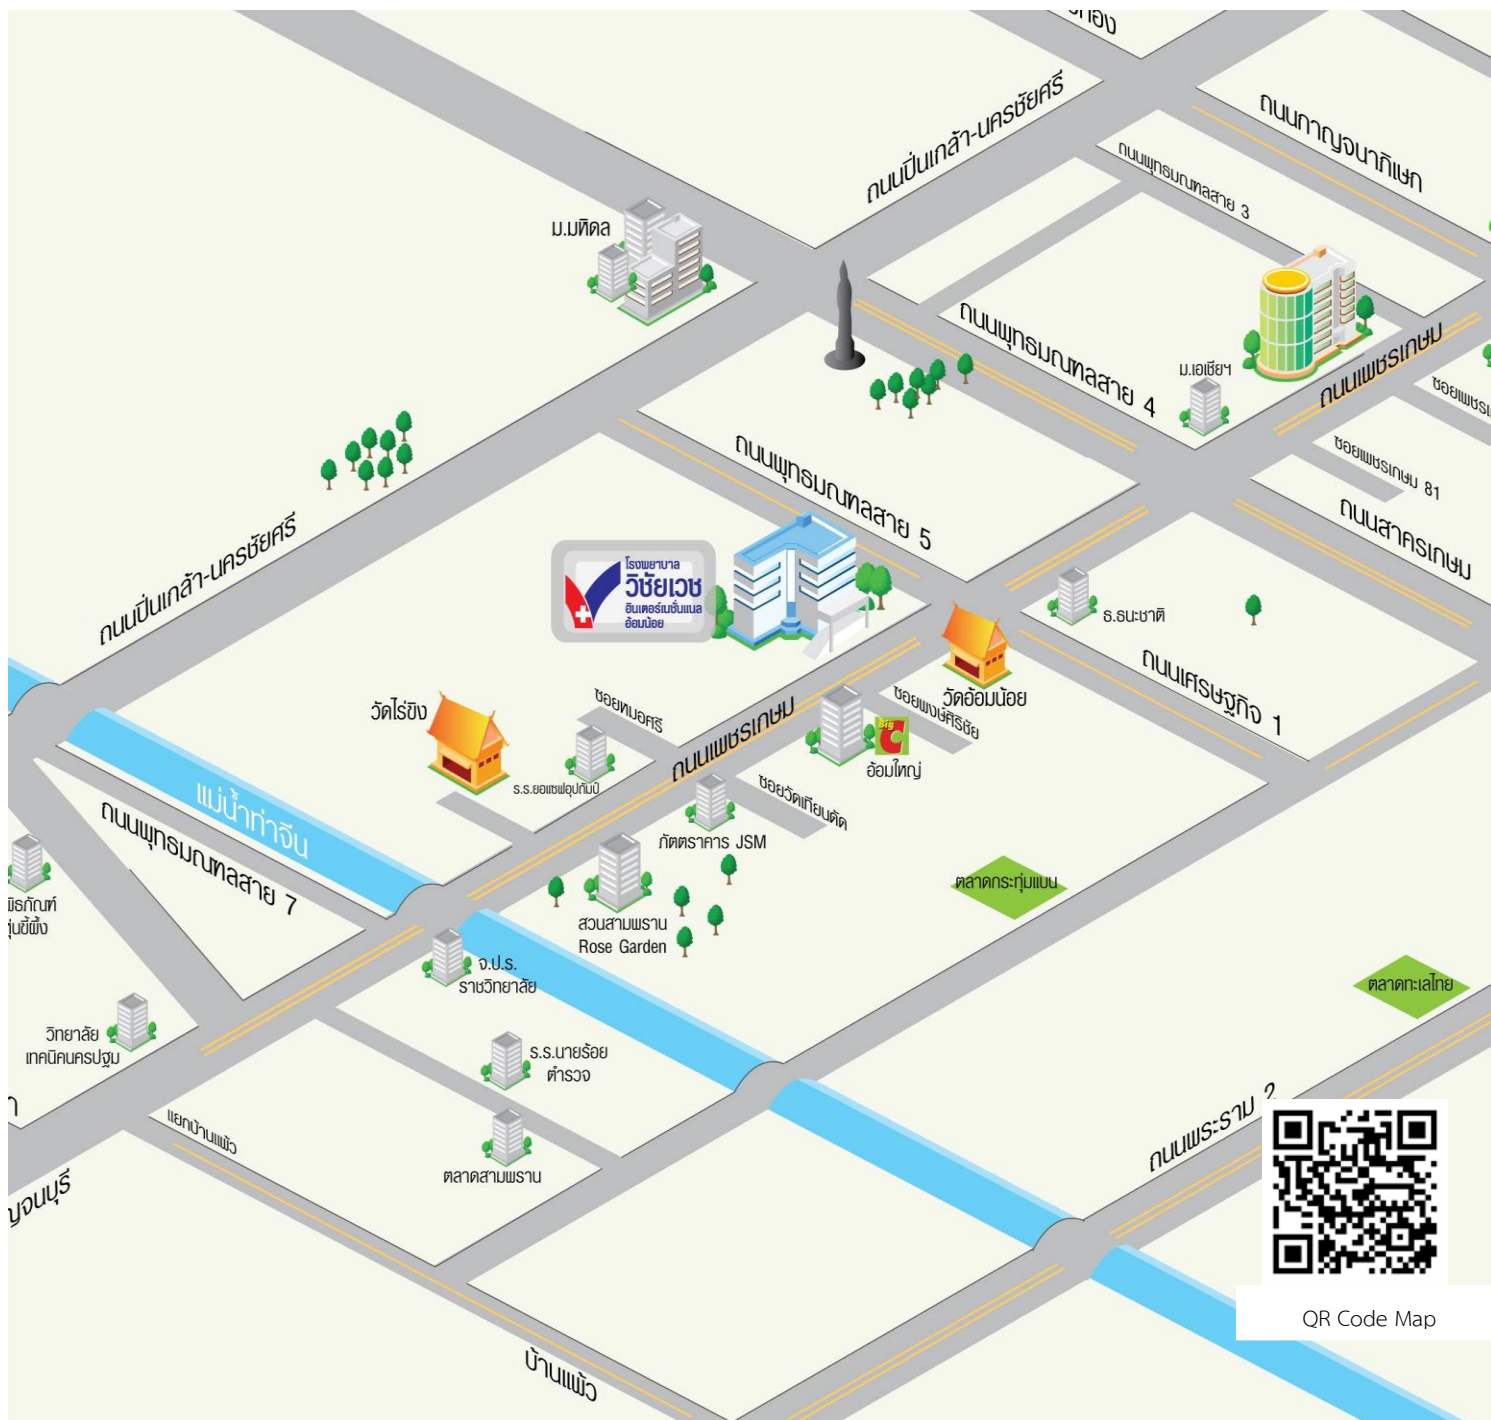 ถนนปิ่นเกล้า-นครชัยศรี
ถนนกาญจนาภิเษก
ถนนพุทธมณฑลสาย 3
ม.มหิดล
ถนนพุทธมณฑลสาย 4
ม.เอเชียฯ
ถนนเพชรเกษม
ซอยเพชรเกษม 81
ถนนสาครเกษม
ถนนพุทธมณฑลสาย 5
ถนนปิ่นเกล้า-นครชัยศรี
โรงพยาบาล
วิชัยเวช
อินเตอร์เนชั่นแนล
อ้อมน้อย
ธ.ธนะชาติ
ถนนเศรษฐกิจ 1
วัดอ้อมน้อย
ซอยพงษ์ศิริชัย
วัดไร่ขิง
ซอยหมอศรี
ถนนเพชรเกษม
Big C
อ้อมใหญ่
ร.ร.ยอแซฟอุปถัมป์
ซอยวัดเทียนดัด
ภัตตราคาร JSM
แม่น้ำท่าจีน
ถนนพุทธมณฑลสาย 7
ตลาดกระทุ่มแบน
สวนสามพราน
Rose Garden
จ.ป.ร.
ราชวิทยาลัย
ตลาดทะเลไทย
วิทยาลัย
เทคนิคนครปฐม
ร.ร.นายร้อย
ตำรวจ
แยกบ้านแพ้ว
ตลาดสามพราน
ถนนพระราม 2
QR Code Map
บ้านแพ้ว